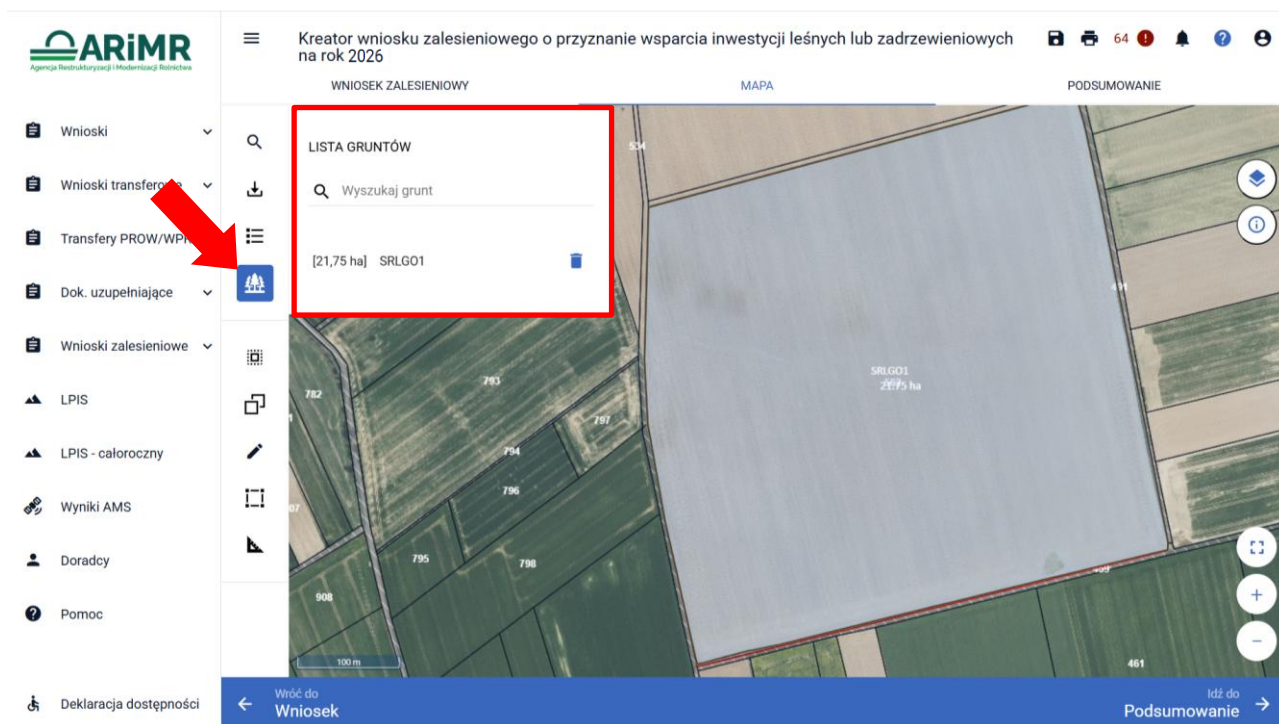 ARiMR
Agencja Restrukturyzacji i Modernizacji Rolnictwa
Kreator wniosku zalesieniowego o przyznanie wsparcia inwestycji leśnych lub zadrzewieniowych
na rok 2026
64
WNIOSEK ZALESIENIOWY
MAPA
PODSUMOWANIE
Wnioski
Wnioski transferowe
Transfery PROW/WPR
Dok. uzupełniające
Wnioski zalesieniowe
LPIS
LPIS - całoroczny
Wyniki AMS
Doradcy
Pomoc
Deklaracja dostępności
LISTA GRUNTÓW
Wyszukaj grunt
[21,75 ha] SRLGO1
534
491
SRLGO1
21.75 ha
793
782
797
794
796
795
798
908
461
100 m
Wróć do
Wniosek
Idź do
Podsumowanie